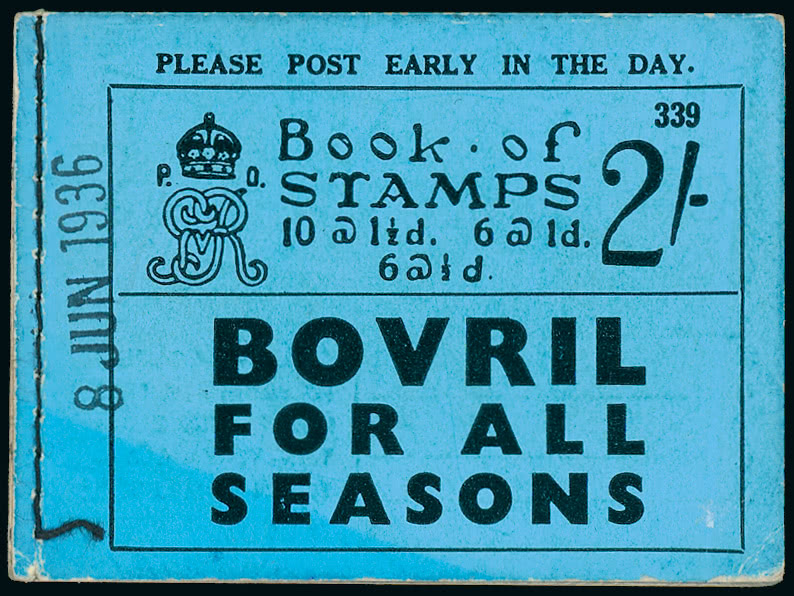 PLEASE POST EARLY IN THE DAY.
339
P. O.
Book · of
STAMPS
2/-
10 @ 1½d. 6 @ 1d.
6 @ ½d.
BOVRIL
FOR ALL
SEASONS
8 JUN 1936